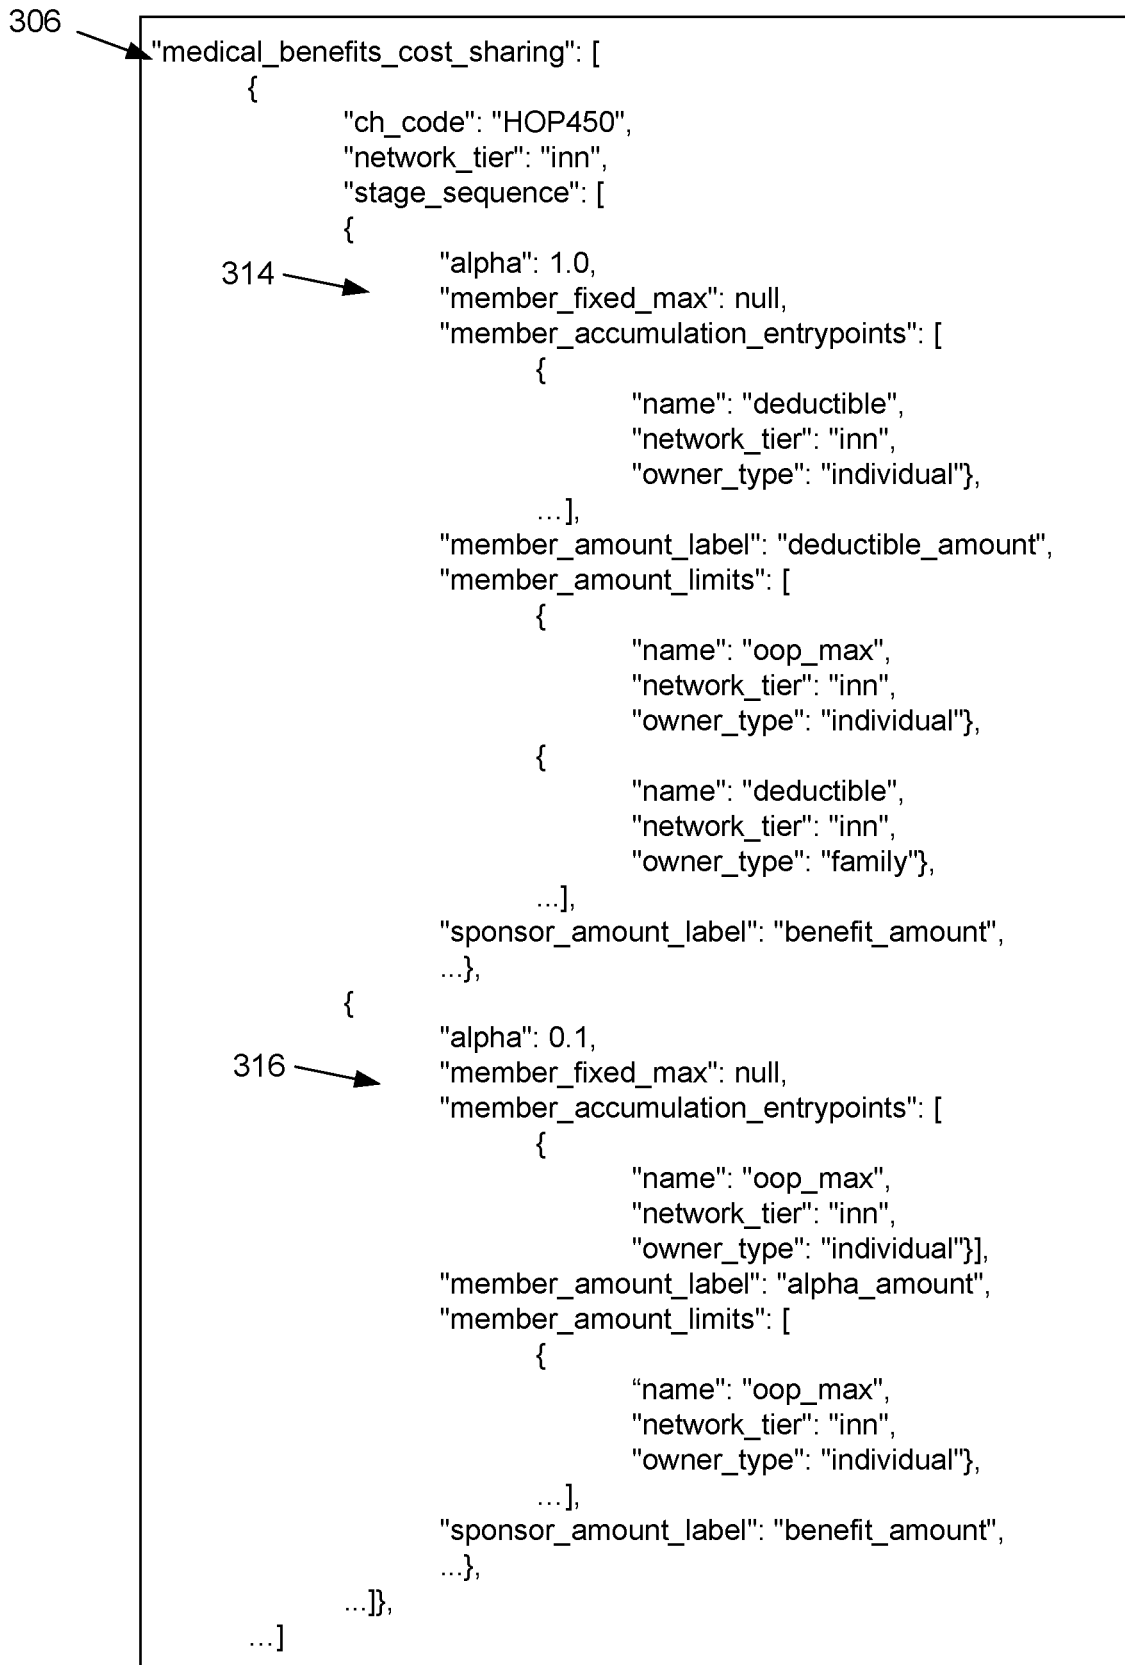 306
"medical_benefits_cost_sharing": [
{
"ch_code": "HOP450",
"network_tier": "inn",
"stage_sequence": [
{
"alpha": 1.0,
314
"member_fixed_max": null,
"member_accumulation_entrypoints": [
{
"name": "deductible",
"network_tier": "inn",
"owner_type": "individual"},
...],
"member_amount_label": "deductible_amount",
"member_amount_limits": [
{
"name": "oop_max",
"network_tier": "inn",
"owner_type": "individual"},
{
"name": "deductible",
"network_tier": "inn",
"owner_type": "family"},
...],
"sponsor_amount_label": "benefit_amount",
...},
{
"alpha": 0.1,
316
"member_fixed_max": null,
"member_accumulation_entrypoints": [
{
"name": "oop_max",
"network_tier": "inn",
"owner_type": "individual"}],
"member_amount_label": "alpha_amount",
"member_amount_limits": [
{
“name": "oop_max",
"network_tier": "inn",
"owner_type": "individual"},
...],
"sponsor_amount_label": "benefit_amount",
...},
...]},
...]